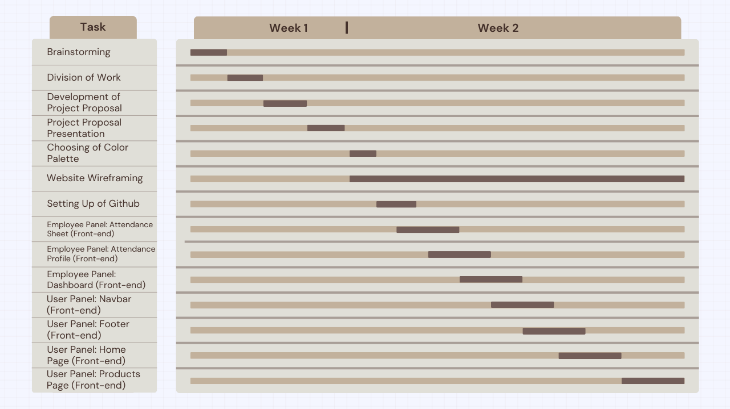 Task
Week 1
Week 2
Brainstorming
Division of Work
Development of
Project Proposal
Project Proposal
Presentation
Choosing of Color
Palette
Website Wireframing
Setting Up of Github
Employee Panel: Attendance
Sheet (Front-end)
Employee Panel: Attendance
Profile (Front-end)
Employee Panel:
Dashboard (Front-end)
User Panel: Navbar
(Front-end)
User Panel: Footer
(Front-end)
User Panel: Home
Page (Front-end)
User Panel: Products
Page (Front-end)